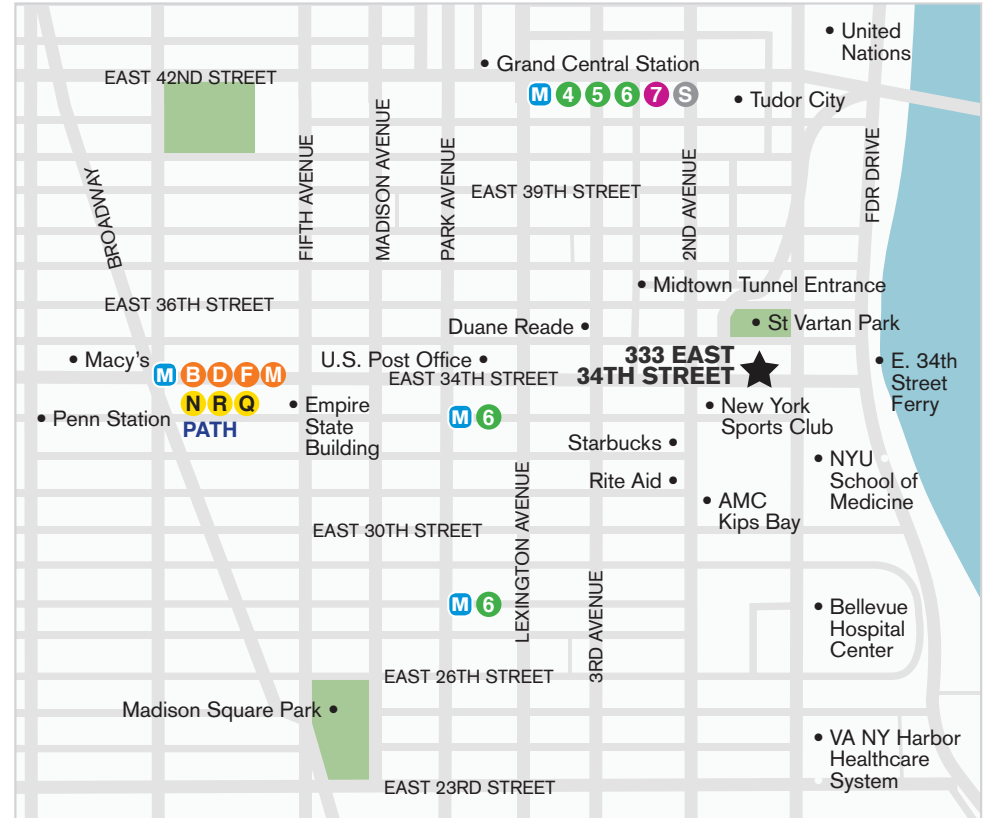 United
Nations
Grand Central Station
EAST 42ND STREET
M 4 5 6 7 S
Tudor City
BROADWAY
FIFTH AVENUE
MADISON AVENUE
PARK AVENUE
2ND AVENUE
FDR DRIVE
EAST 39TH STREET
Midtown Tunnel Entrance
EAST 36TH STREET
Duane Reade
St Vartan Park
Macy's
M B D F M
N R Q
PATH
Penn Station
U.S. Post Office
EAST 34TH STREET
333 EAST
34TH STREET
E. 34th
Street
Ferry
Empire
State
Building
M 6
New York
Sports Club
Starbucks
Rite Aid
NYU
School of
Medicine
AMC
Kips Bay
LEXINGTON AVENUE
EAST 30TH STREET
3RD AVENUE
M 6
Bellevue
Hospital
Center
EAST 26TH STREET
Madison Square Park
VA NY Harbor
Healthcare
System
EAST 23RD STREET